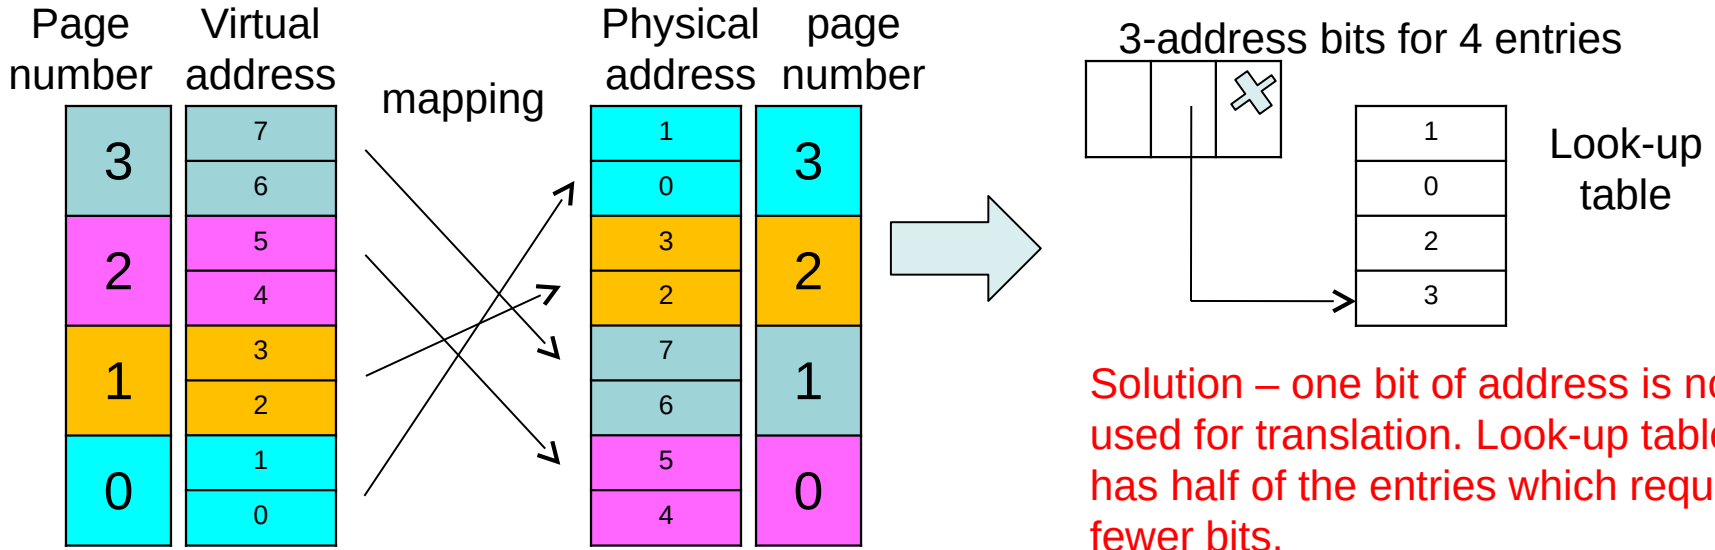 Page Virtual
number address
mapping
3
2
1
0
7
6
5
4
3
2
1
0
Physical page
address number
1
0
3
2
7
6
5
4
3
2
1
0
3-address bits for 4 entries
1
0
2
3
Look-up
table
Solution – one bit of address is
used for translation. Look-up
has half of the entries which
fewer bits.